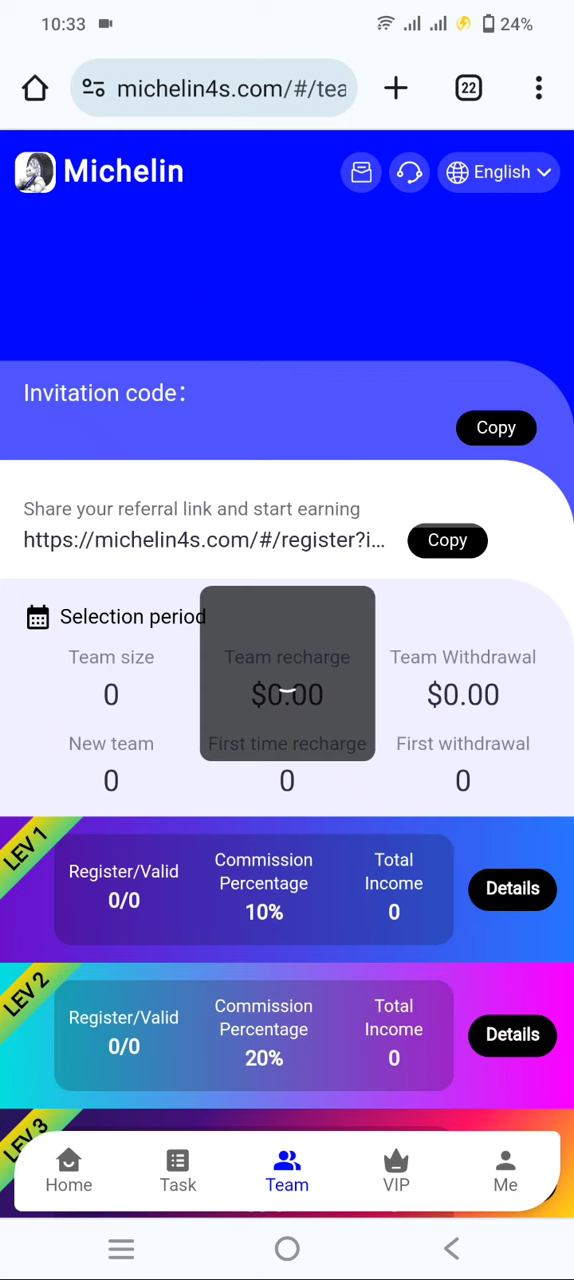 10:33
24%
michelin4s.com/#/tea
22
Michelin
English
Invitation code：
Copy
Share your referral link and start earning
https://michelin4s.com/#/register?i...
Copy
Selection period
Team size
Team recharge
Team Withdrawal
0
$0.00
$0.00
New team
First time recharge
First withdrawal
0
0
0
LEV 1
Register/Valid
Commission Percentage
Total Income
0/0
10%
0
Details
LEV 2
Register/Valid
Commission Percentage
Total Income
0/0
20%
0
Details
LEV 3
Home
Task
Team
VIP
Me